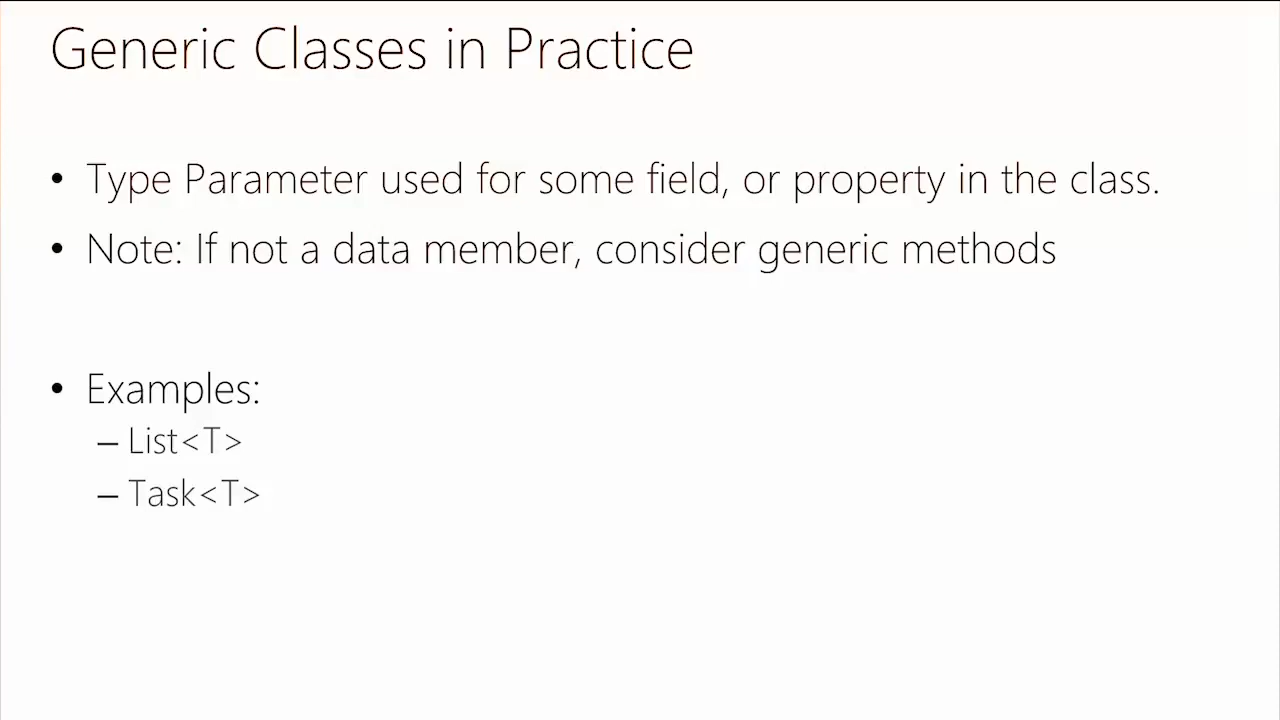 Generic Classes in Practice
• Type Parameter used for some field, or property in the class.
• Note: If not a data member, consider generic methods
• Examples:
– List<T>
– Task<T>